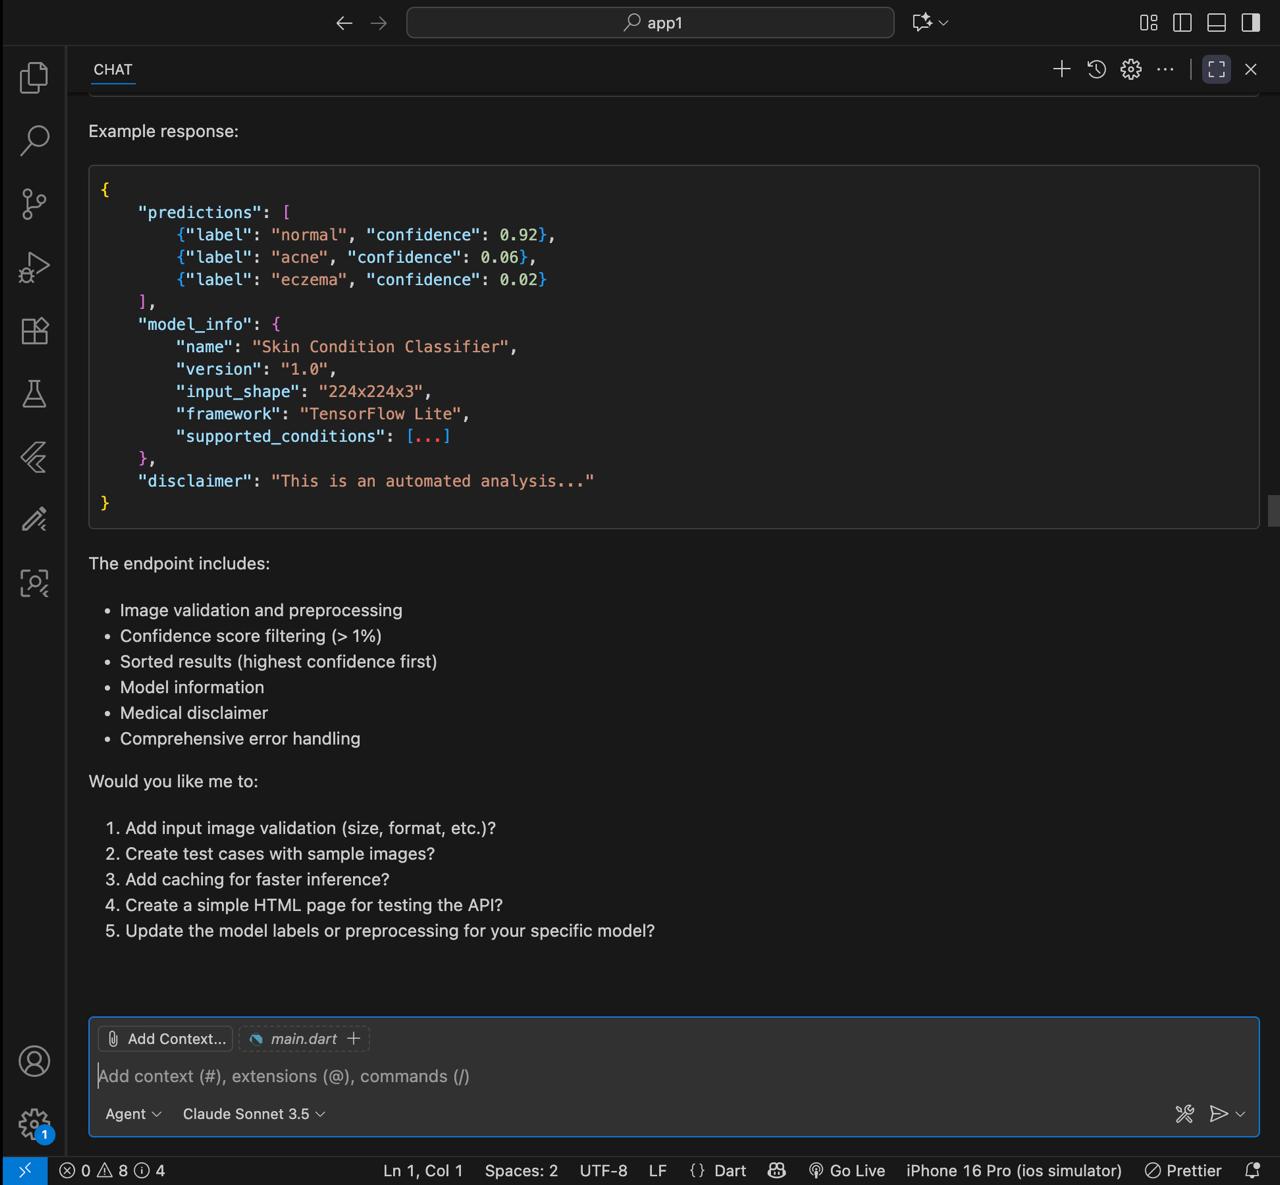 app1
CHAT
Example response:
{
    "predictions": [
        {"label": "normal", "confidence": 0.92},
        {"label": "acne", "confidence": 0.06},
        {"label": "eczema", "confidence": 0.02}
    ],
    "model_info": {
        "name": "Skin Condition Classifier",
        "version": "1.0",
        "input_shape": "224x224x3",
        "framework": "TensorFlow Lite",
        "supported_conditions": [...]
    },
    "disclaimer": "This is an automated analysis..."
}
The endpoint includes:
• Image validation and preprocessing
• Confidence score filtering (> 1%)
• Sorted results (highest confidence first)
• Model information
• Medical disclaimer
• Comprehensive error handling
Would you like me to:
1. Add input image validation (size, format, etc.)?
2. Create test cases with sample images?
3. Add caching for faster inference?
4. Create a simple HTML page for testing the API?
5. Update the model labels or preprocessing for your specific model?
Add Context... main.dart
Add context (#), extensions (@), commands (/)
Agent Claude Sonnet 3.5
1
0 8 4 Ln 1, Col 1 Spaces: 2 UTF-8 LF {} Dart Go Live iPhone 16 Pro (ios simulator) Prettier